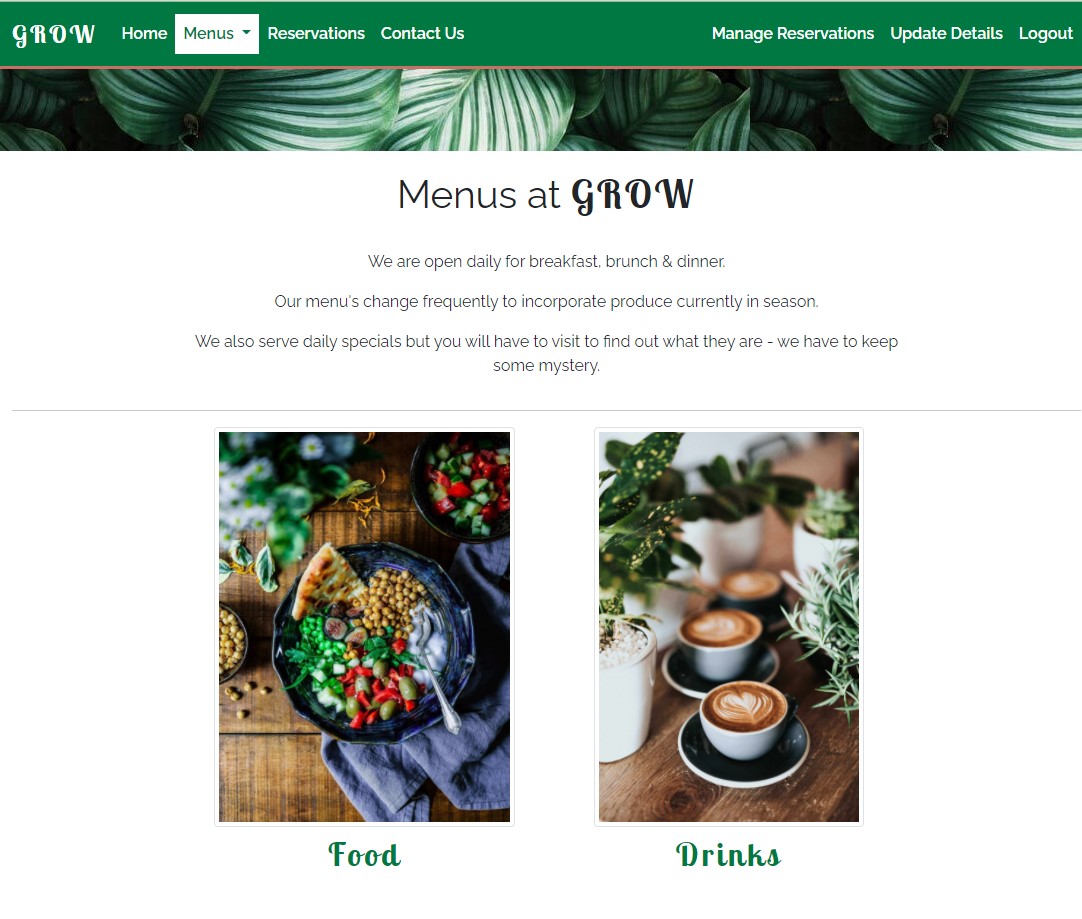 GROW Home Menus Reservations Contact Us Manage Reservations Update Details Logout
Menus at GROW
We are open daily for breakfast, brunch & dinner.
Our menu's change frequently to incorporate produce currently in season.
We also serve daily specials but you will have to visit to find out what they are - we have to keep
some mystery.
Food Drinks